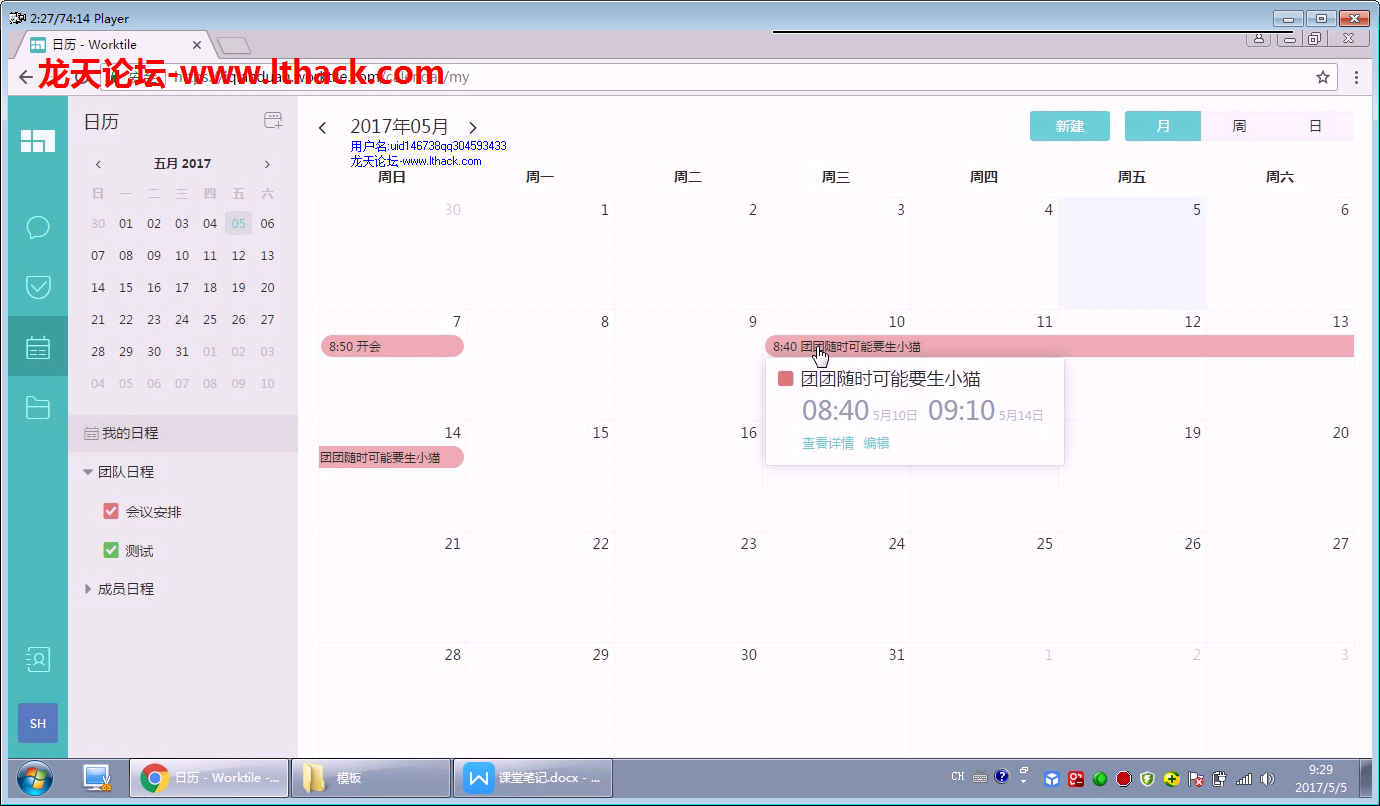 2:27/74:14 Player
日历 - Worktile
龙天论坛-www.lthack.com
/my
日历
2017年05月
新建
月
周
日
用户名:uid146738qq304593433
龙天论坛-www.lthack.com
五月 2017
周日 周一 周二 周三 周四 周五 周六
日 一 二 三 四 五 六
30 01 02 03 04 05 06
07 08 09 10 11 12 13
14 15 16 17 18 19 20
21 22 23 24 25 26 27
28 29 30 31 01 02 03
04 05 06 07 08 09 10
我的日程
团队日程
会议安排
测试
成员日程
SH
30 1 2 3 4 5 6
7 8 9 10 11 12 13
8:50 开会
8:40 团团随时可能要生小猫
团团随时可能要生小猫
08:40 5月10日 09:10 5月14日
查看详情 编辑
14 15 16 19 20
团团随时可能要生小猫
21 22 23 24 25 26 27
28 29 30 31 1 2 3
日历 - Worktile -...
模板
课堂笔记.docx - ...
CH
9:29
2017/5/5